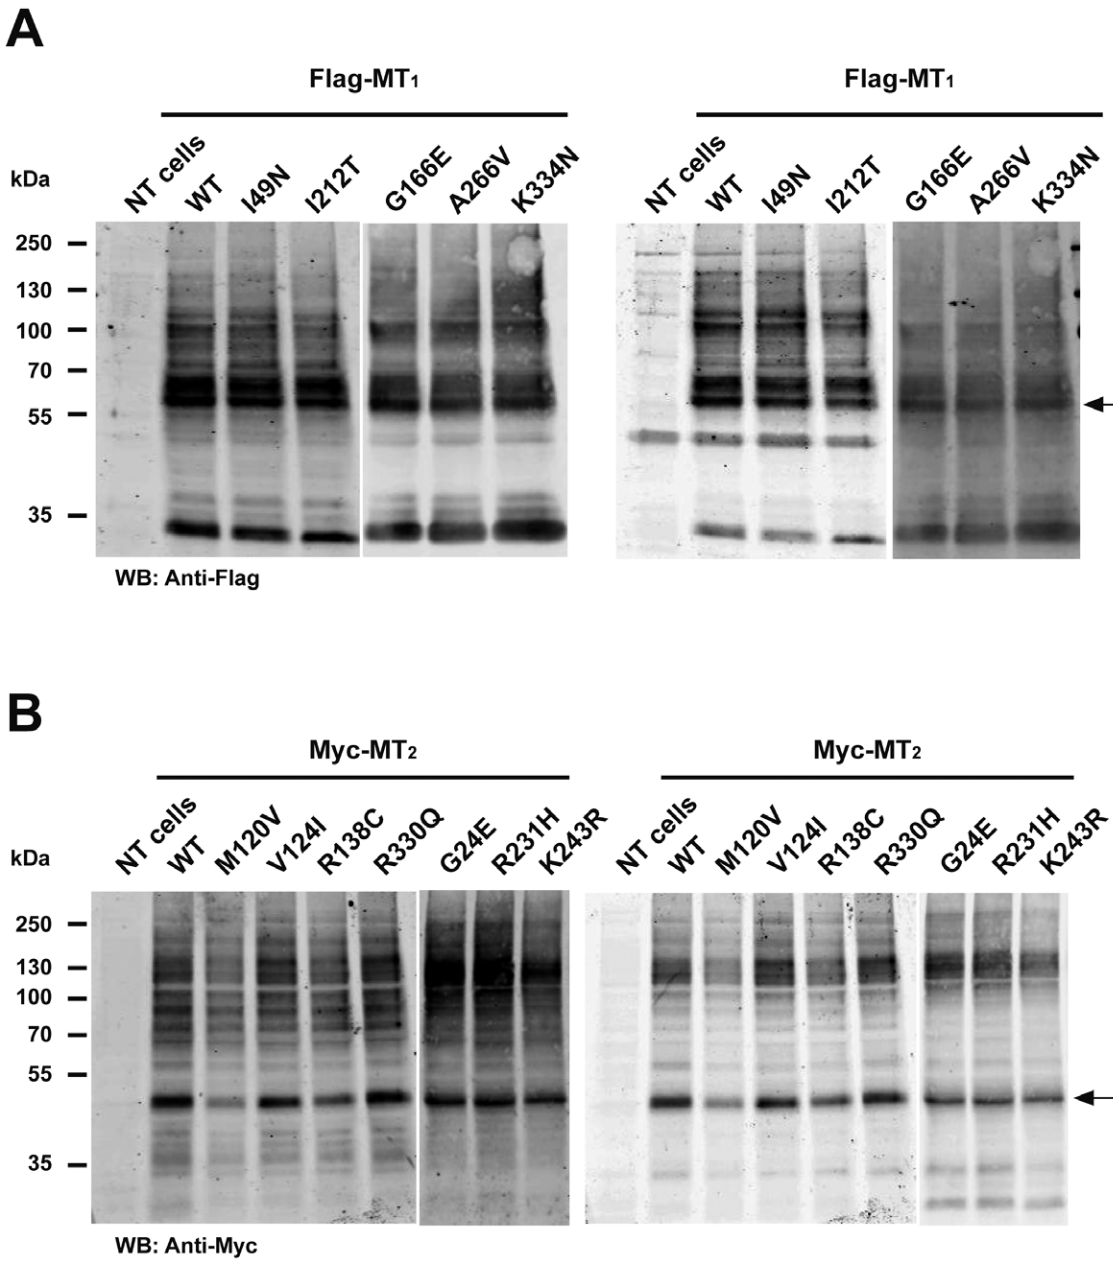 A
Flag-MT1 Flag-MT1
kDa NT cells WT I49N I212T G166E A266V K334N NT cells WT I49N I212T G166E A266V K334N
250
130
100
70
55
35
WB: Anti-Flag
B
Myc-MT2 Myc-MT2
kDa NT cells WT M120V V124I R138C R330Q G24E R231H K243R NT cells WT M120V V124I R138C R330Q G24E R231H K243R
250
130
100
70
55
35
WB: Anti-Myc